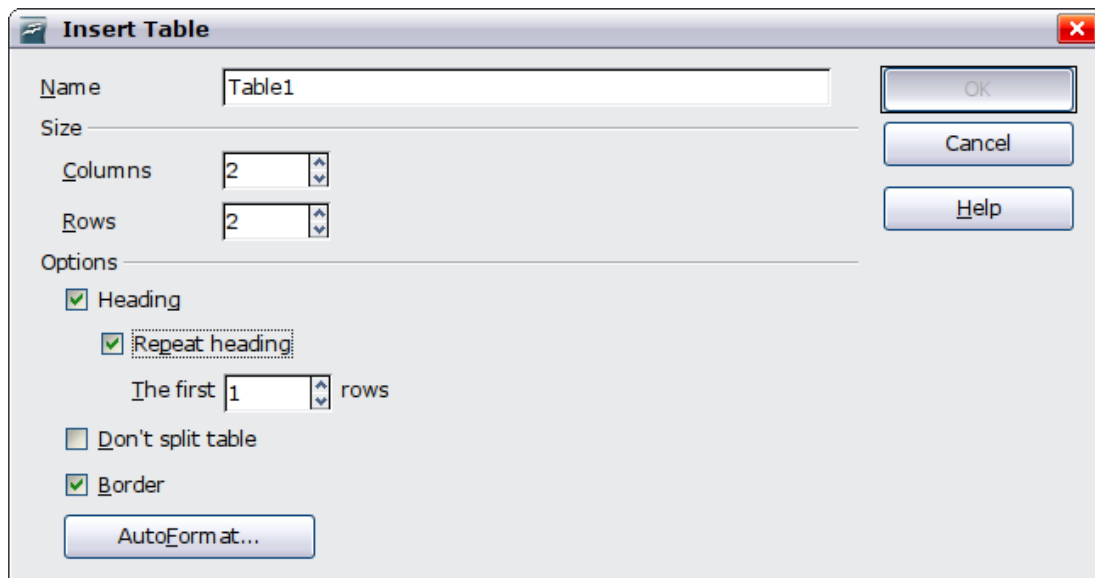 Insert Table
Name Table1 OK
Size
Cancel
Columns 2
Rows 2
Help
Options
Heading
Repeat heading
The first 1 rows
Don't split table
Border
AutoFormat...